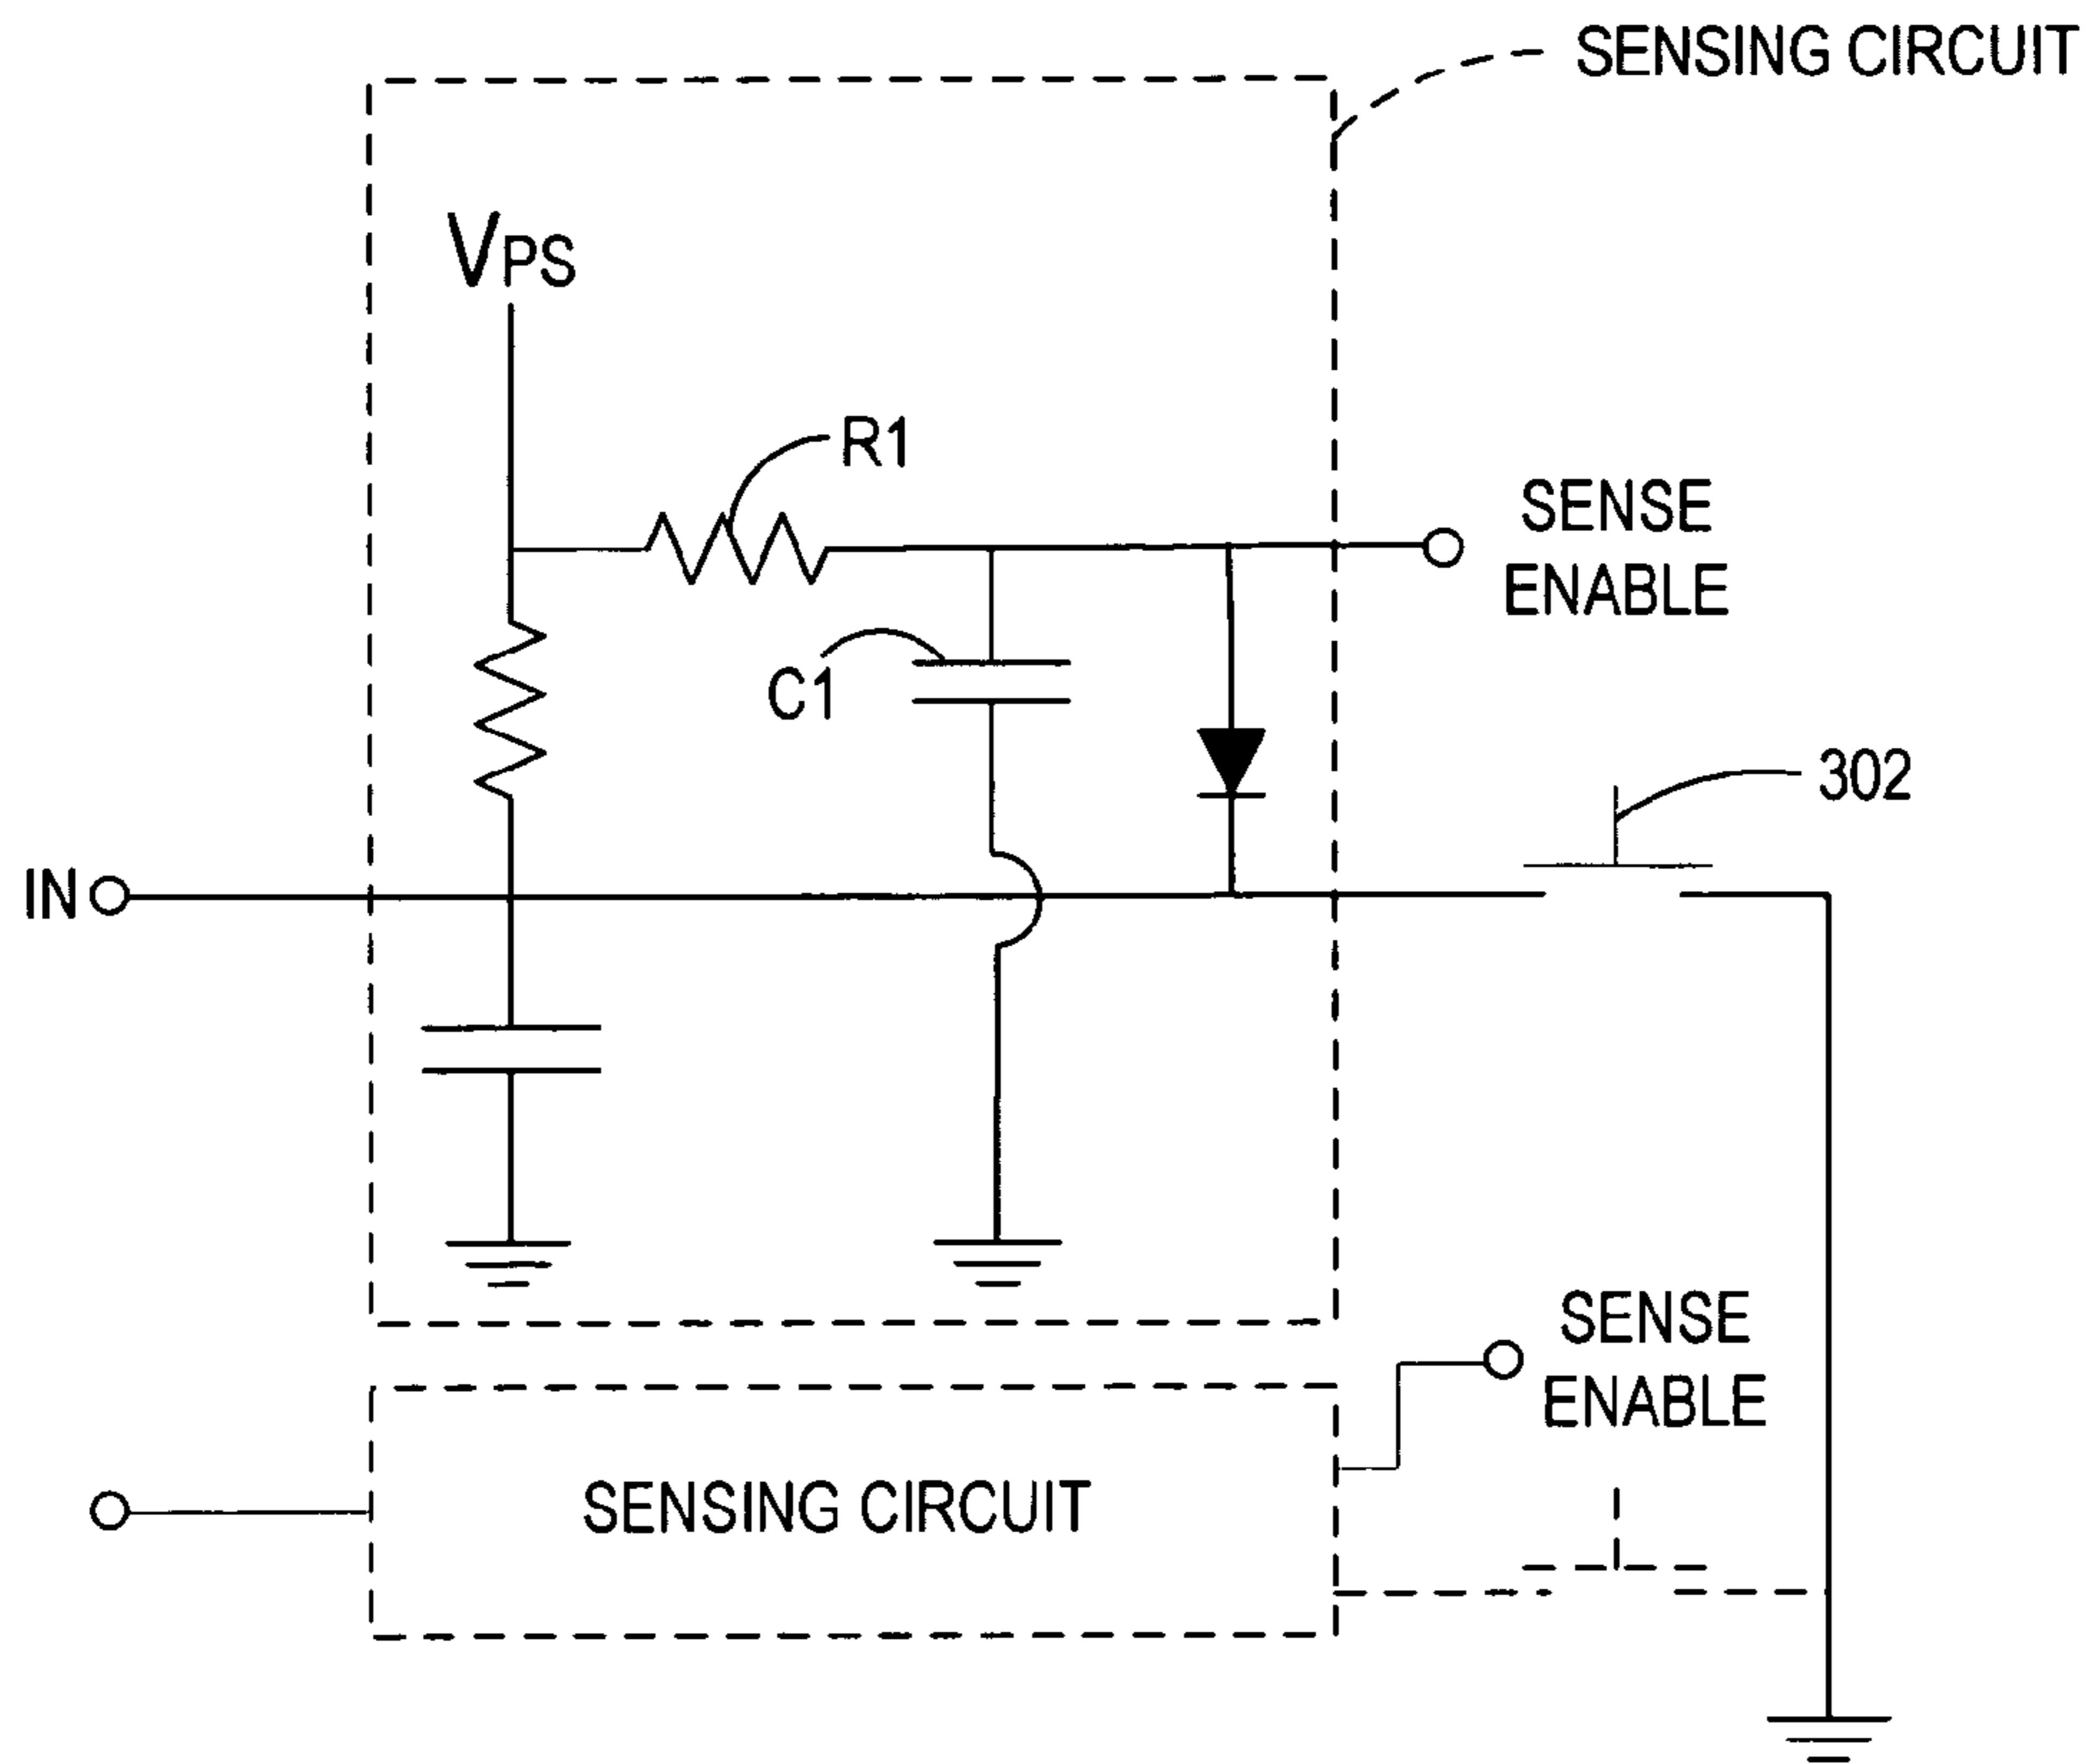 SENSING CIRCUIT
VPS
R1
SENSE
ENABLE
C1
302
IN
SENSE
ENABLE
SENSING CIRCUIT